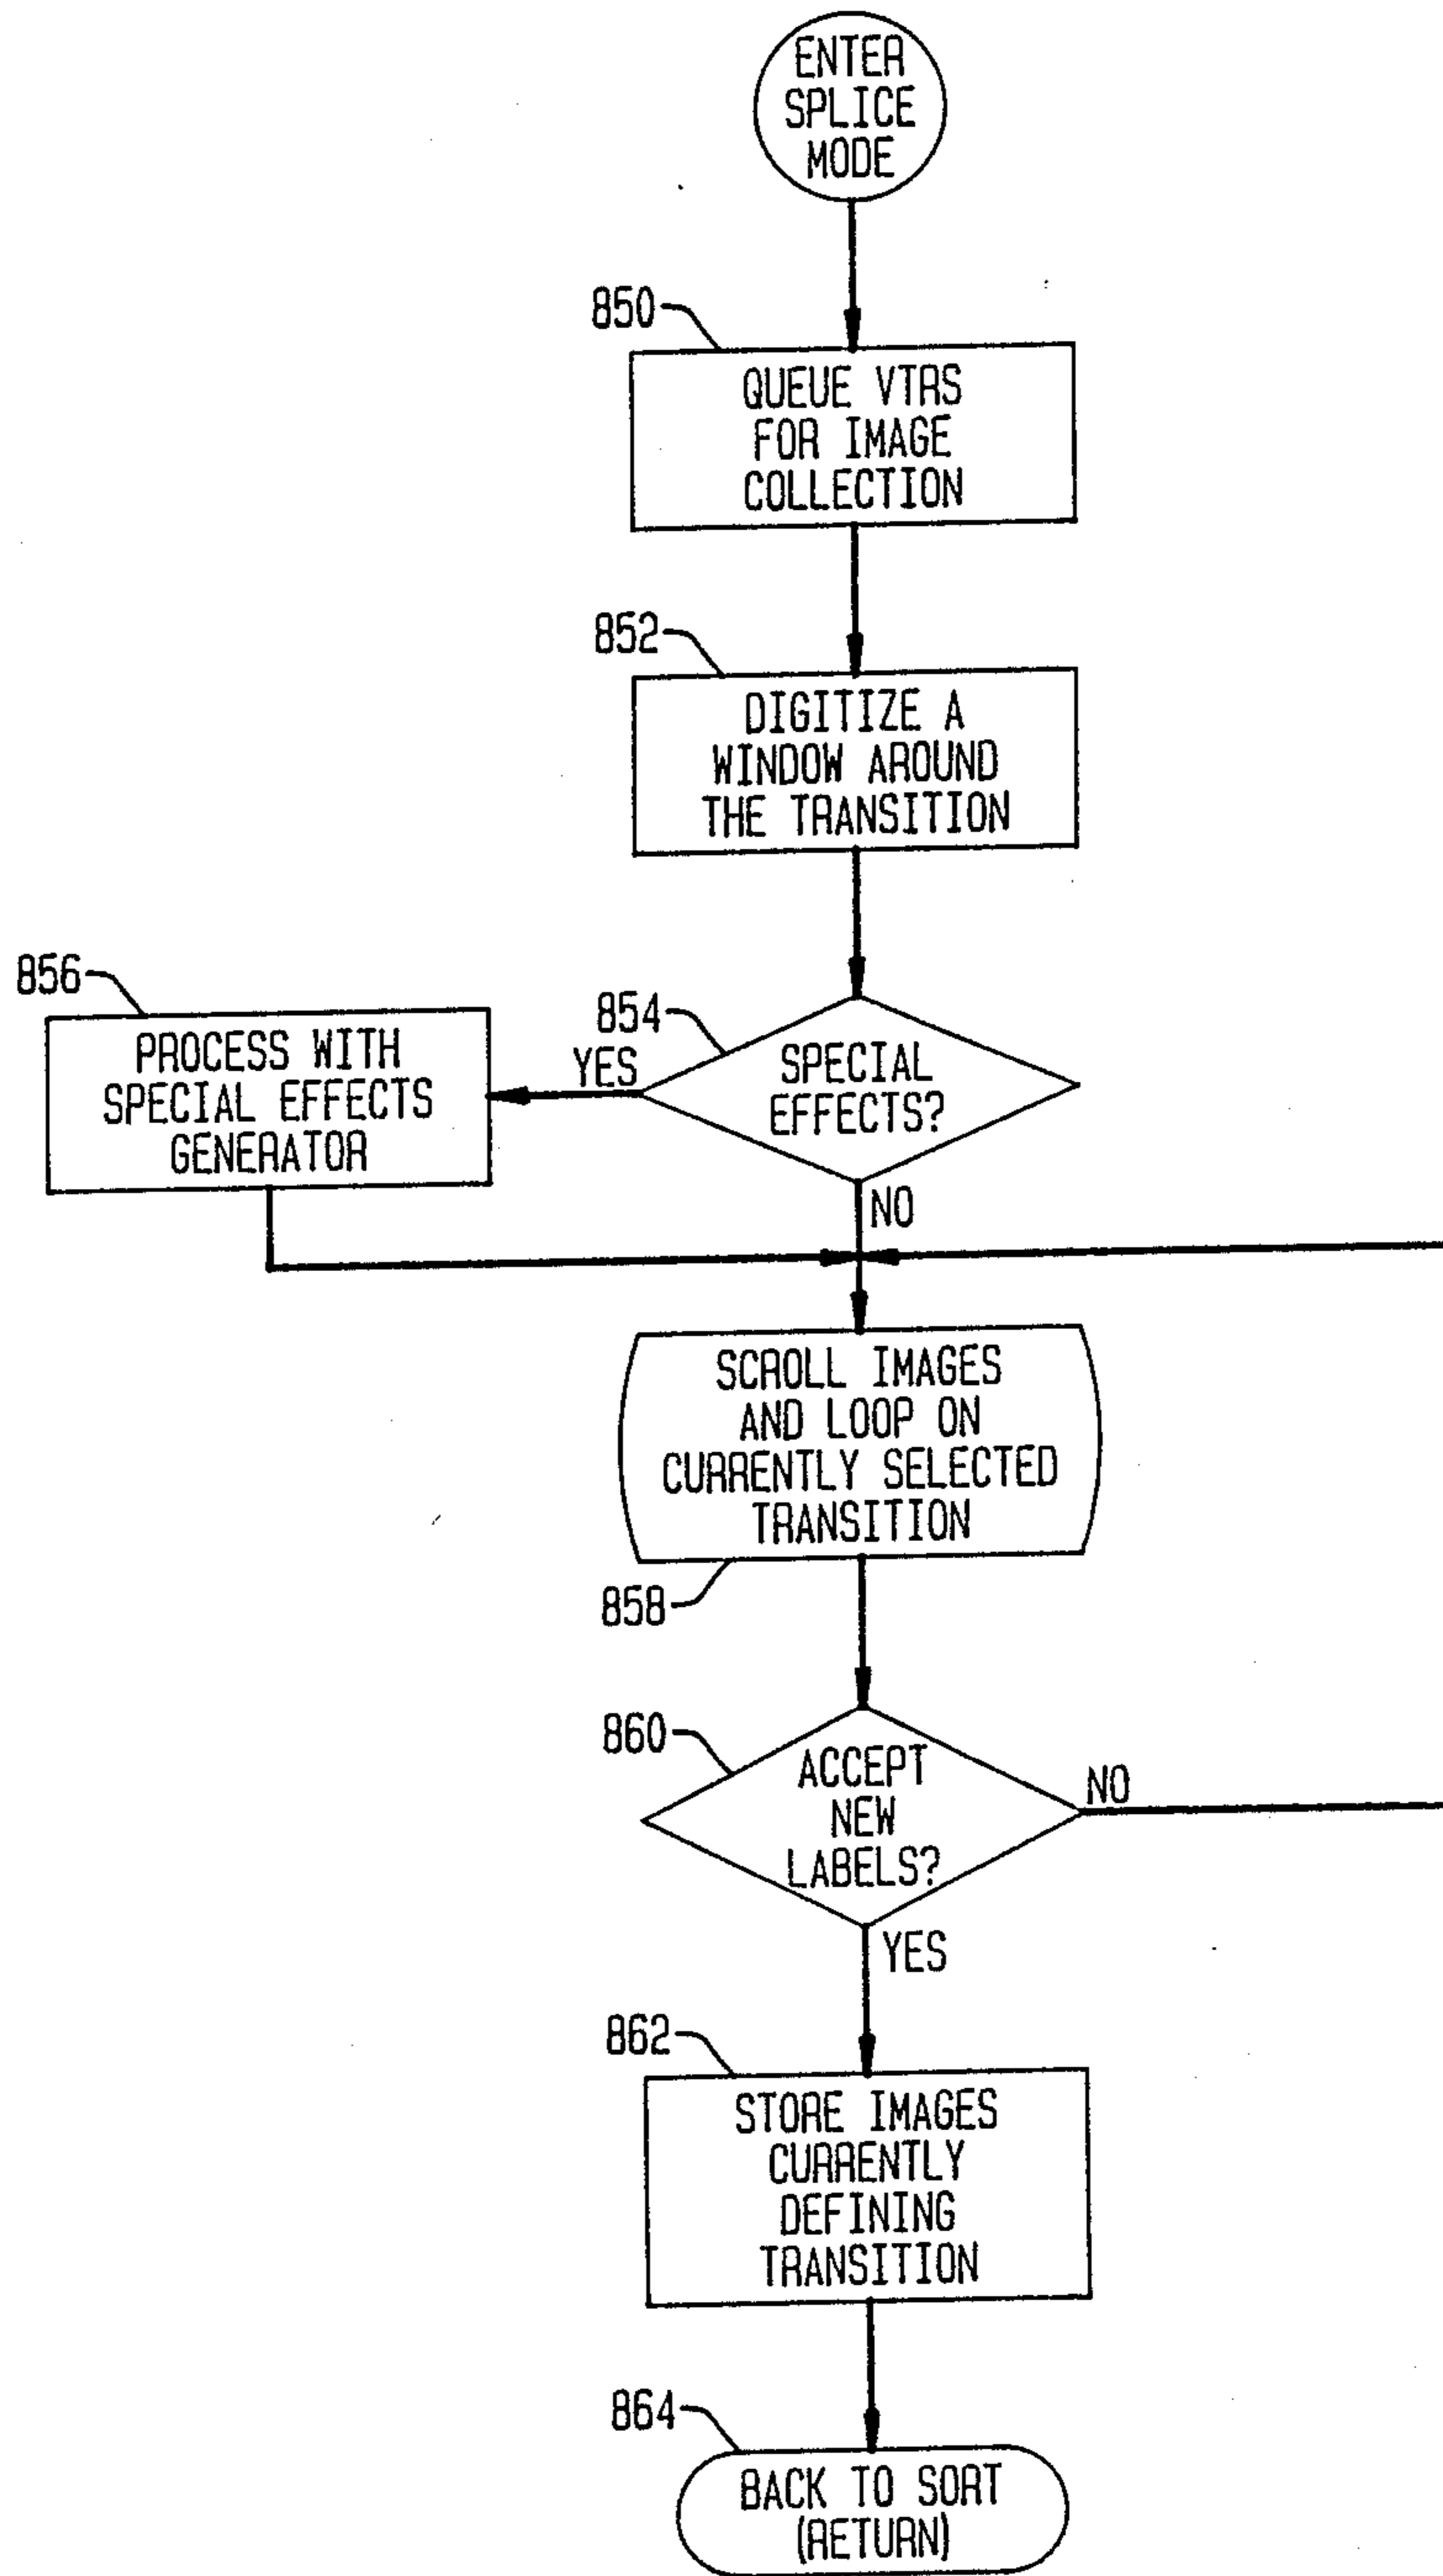 ENTER
SPLICE
MODE
850
QUEUE VTRS
FOR IMAGE
COLLECTION
852
DIGITIZE A
WINDOW AROUND
THE TRANSITION
856
PROCESS WITH
SPECIAL EFFECTS
GENERATOR
854
YES
SPECIAL
EFFECTS?
NO
SCROLL IMAGES
AND LOOP ON
CURRENTLY SELECTED
TRANSITION
858
860
ACCEPT
NEW
LABELS?
NO
YES
862
STORE IMAGES
CURRENTLY
DEFINING
TRANSITION
864
BACK TO SORT
(RETURN)